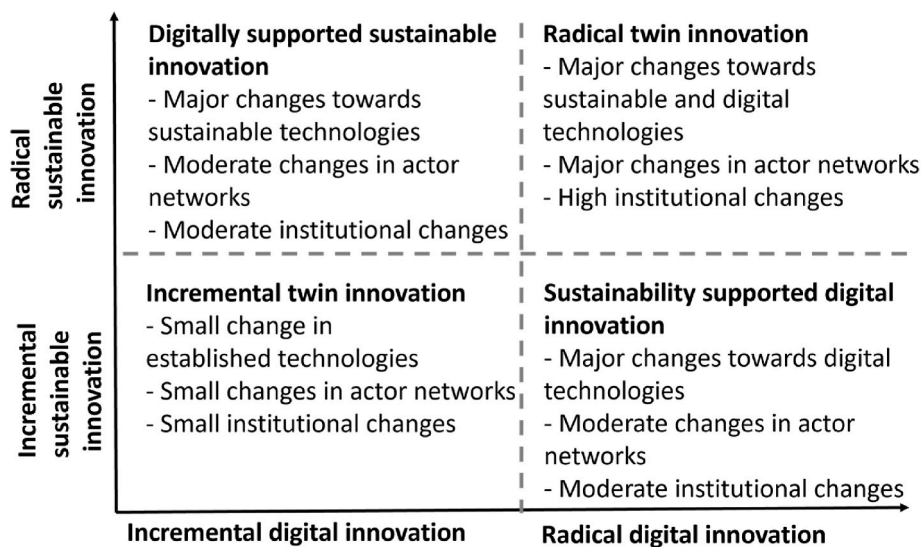 Radical
sustainable
innovation
Digitally supported sustainable
innovation
- Major changes towards
sustainable technologies
- Moderate changes in actor
networks
- Moderate institutional changes
Radical twin innovation
- Major changes towards
sustainable and digital
technologies
- Major changes in actor networks
- High institutional changes
Incremental
sustainable
innovation
Incremental twin innovation
- Small change in
established technologies
- Small changes in actor networks
- Small institutional changes
Sustainability supported digital
innovation
- Major changes towards digital
technologies
- Moderate changes in actor
networks
- Moderate institutional changes
Incremental digital innovation
Radical digital innovation